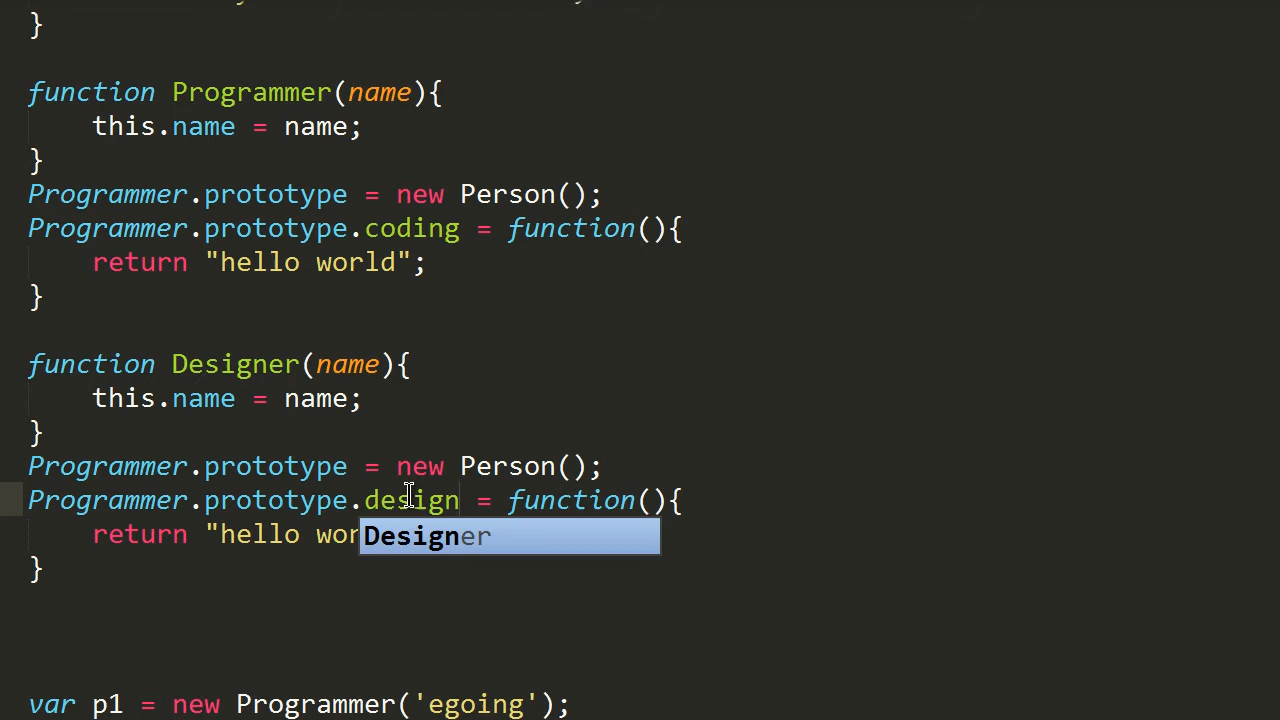 }
function Programmer(name){
    this.name = name;
}
Programmer.prototype = new Person();
Programmer.prototype.coding = function(){
    return "hello world";
}
function Designer(name){
    this.name = name;
}
Programmer.prototype = new Person();
Programmer.prototype.design = function(){
    return "hello wor
Designer
}
var p1 = new Programmer('egoing');